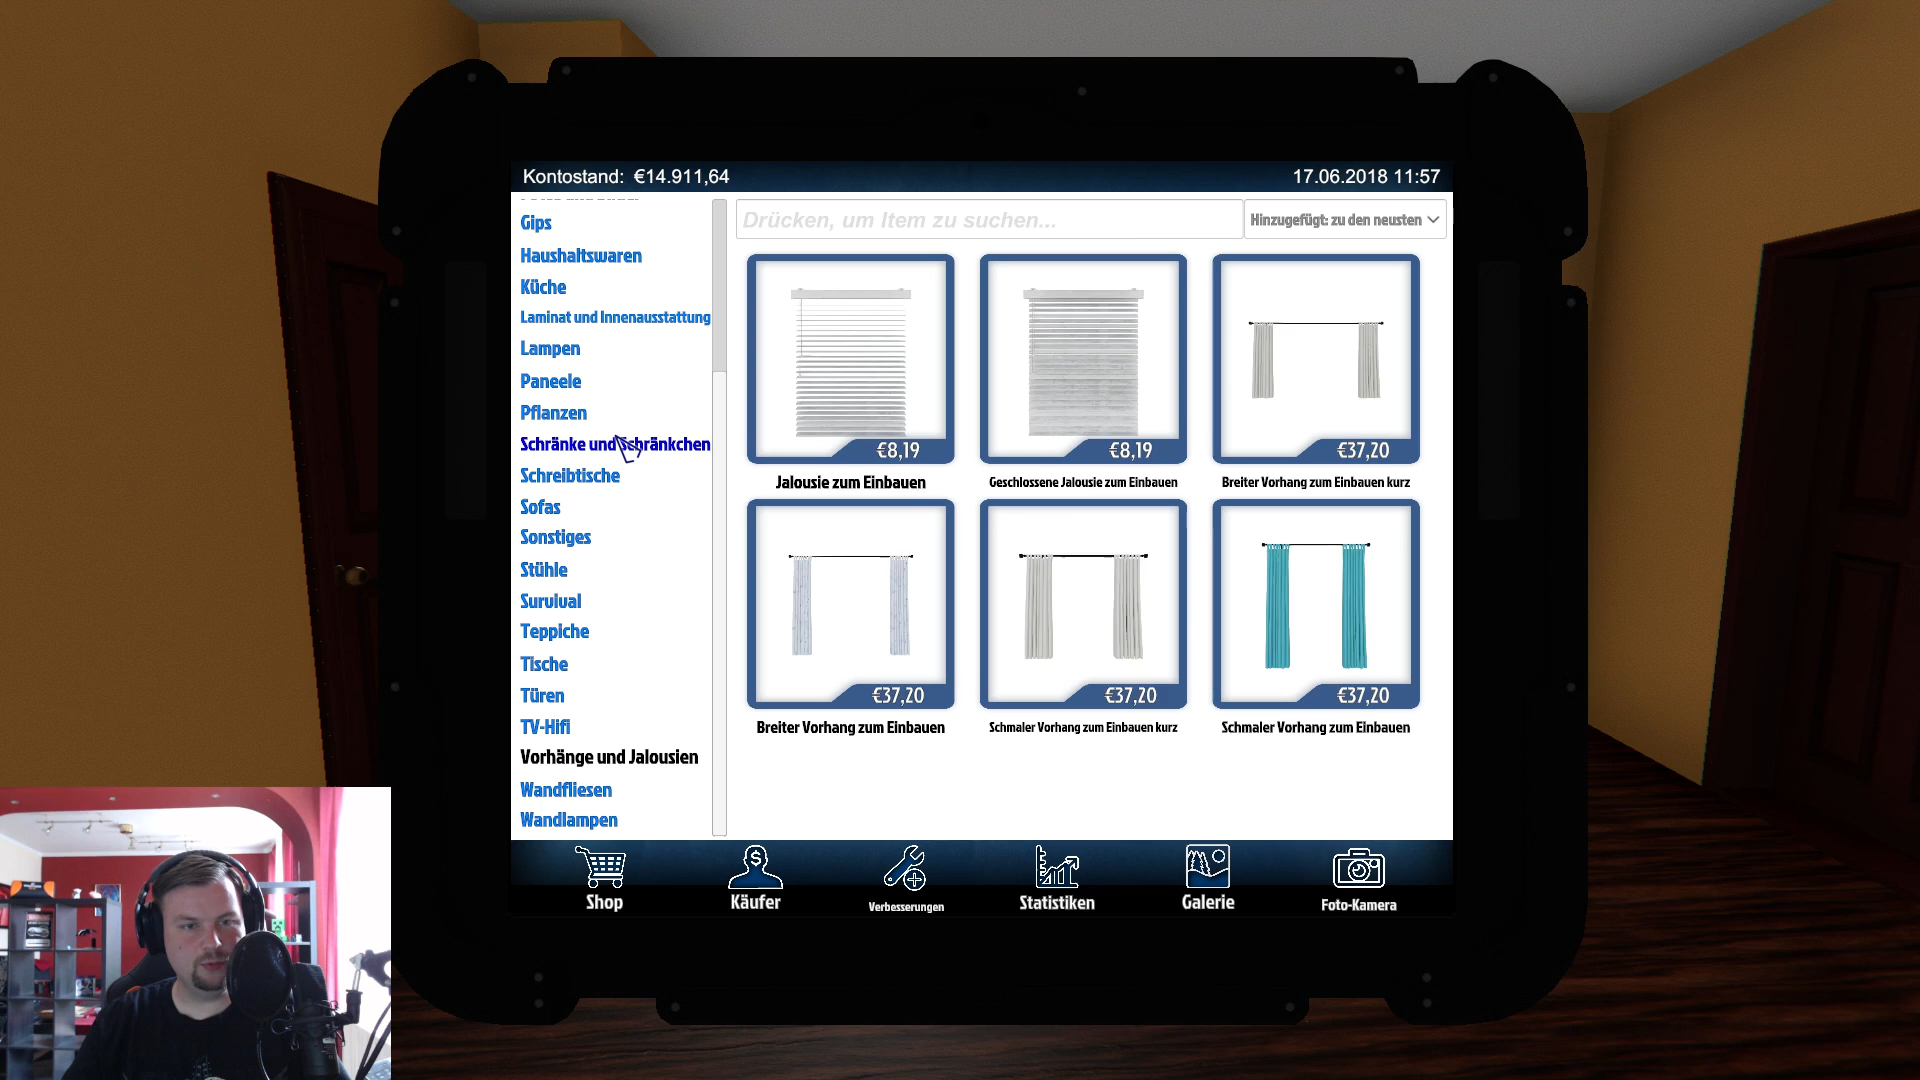 Kontostand: €14.911,64
17.06.2018 11:57
Gips
Haushaltswaren
Küche
Laminat und Innenausstattung
Lampen
Paneele
Pflanzen
Schränke und Schränkchen
Schreibtische
Sofas
Sonstiges
Stühle
Survival
Teppiche
Tische
Türen
TV-Hifi
Vorhänge und Jalousien
Wandfliesen
Wandlampen
Drücken, um Item zu suchen...
Hinzugefügt: zu den neusten
€8,19
€8,19
€37,20
Jalousie zum Einbauen
Geschlossene Jalousie zum Einbauen
Breiter Vorhang zum Einbauen kurz
€37,20
€37,20
€37,20
Breiter Vorhang zum Einbauen
Schmaler Vorhang zum Einbauen kurz
Schmaler Vorhang zum Einbauen
Shop
Käufer
Verbesserungen
Statistiken
Galerie
Foto-Kamera